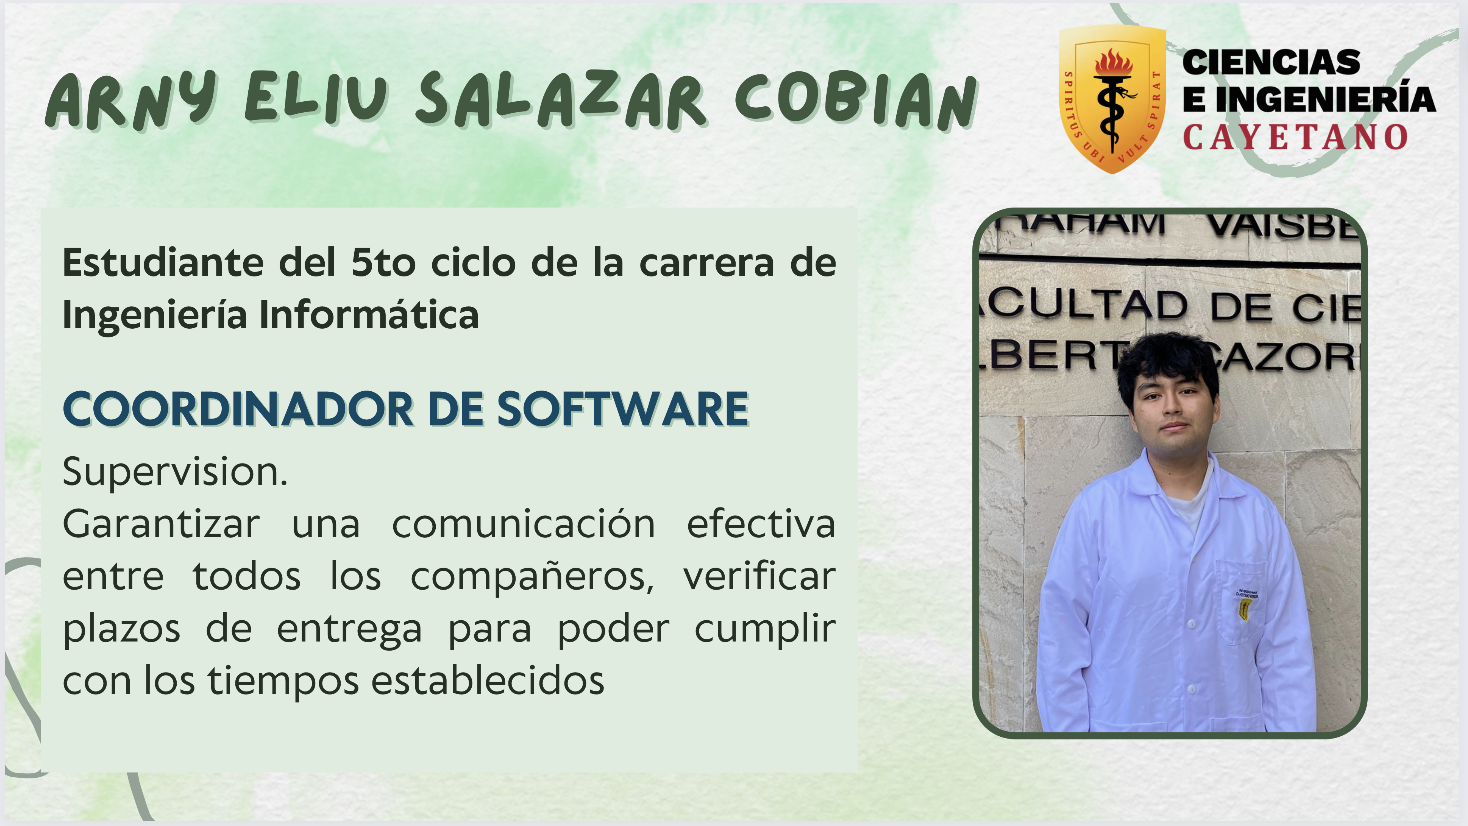 ARNY ELIU SALAZAR COBIAN
CIENCIAS
E INGENIERÍA
CAYETANO
SPIRITUS UBI VULT SPIRAT
Estudiante del 5to ciclo de la carrera de
Ingeniería Informática
COORDINADOR DE SOFTWARE
Supervision.
Garantizar una comunicación efectiva
entre todos los compañeros, verificar
plazos de entrega para poder cumplir
con los tiempos establecidos
RAHAM VAISBE
ACULTAD DE CIE
LBERT CAZOR